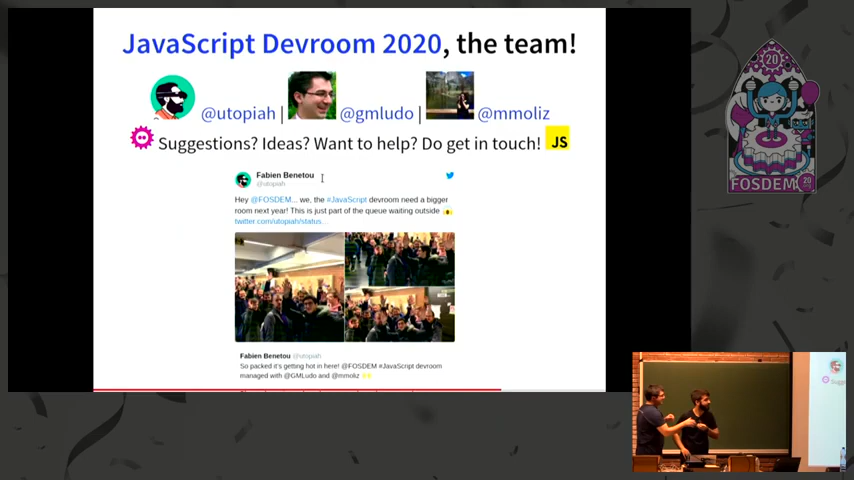 JavaScript Devroom 2020, the team!
@utopiah | @gmludo | @mmoliz
Suggestions? Ideas? Want to help? Do get in touch! JS
Fabien Benetou
@utopiah
Hey @FOSDEM... we, the #JavaScript devroom need a bigger
room next year! This is just part of the queue waiting outside
twitter.com/utopiah/status...
Fabien Benetou @utopiah
So packed it's getting hot in here! @FOSDEM #JavaScript devroom
managed with @GMLudo and @mmoliz
20
FOSDEM